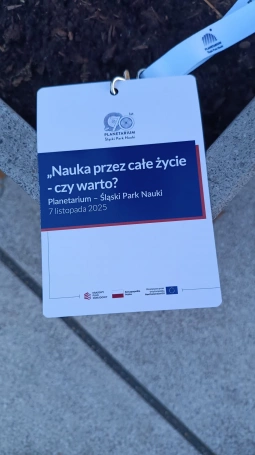 PLANETARIUM
Śląski Park Nauki
„Nauka przez całe życie
- czy warto?
Planetarium – Śląski Park Nauki
7 listopada 2025